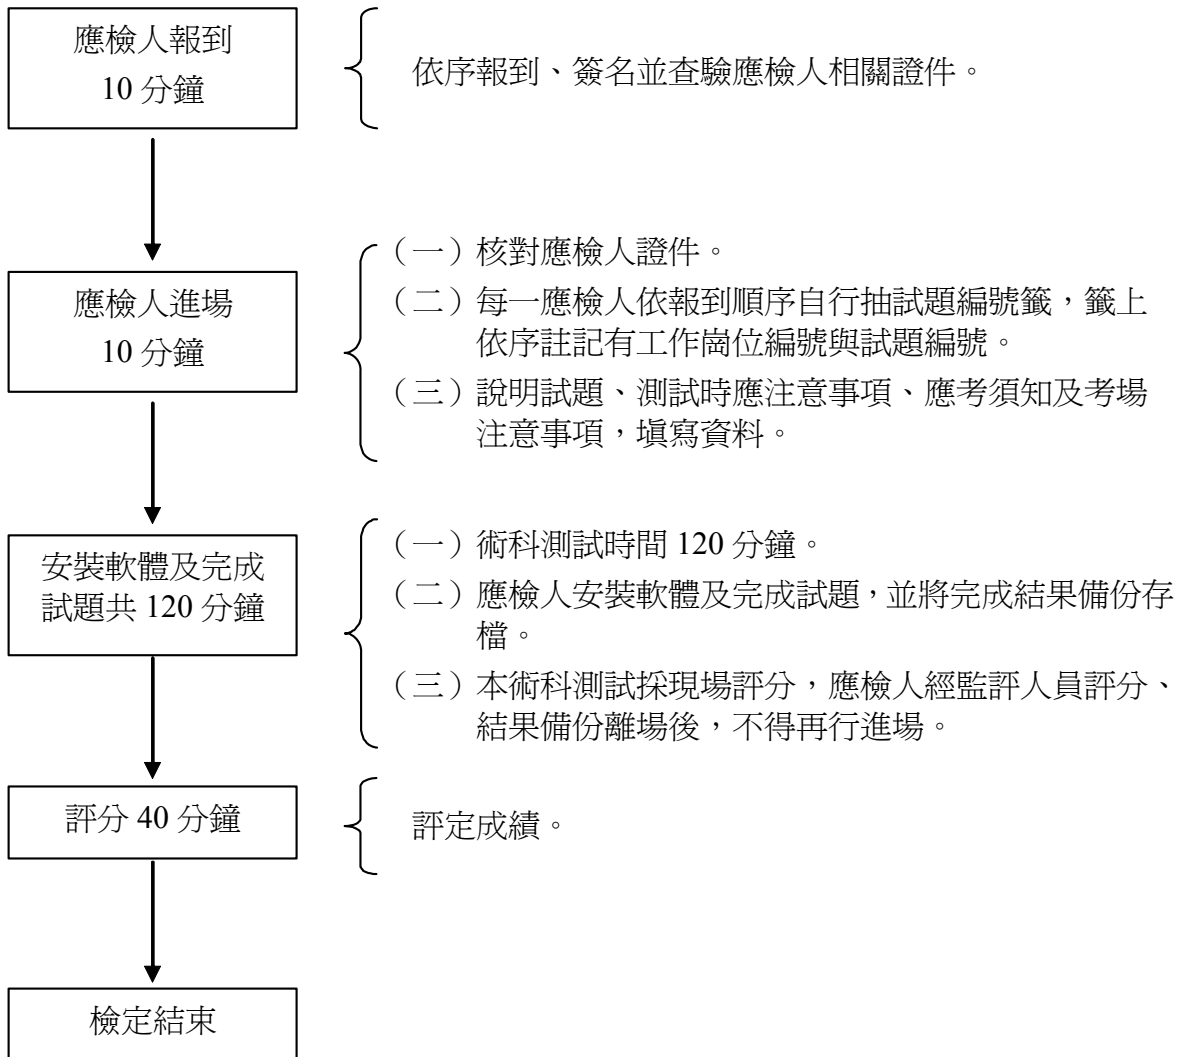 應檢人報到
10 分鐘
依序報到、簽名並查驗應檢人相關證件。
應檢人進場
10 分鐘
（一）核對應檢人證件。
（二）每一應檢人依報到順序自行抽試題編號籤，籤上
依序註記有工作崗位編號與試題編號。
（三）說明試題、測試時應注意事項、應考須知及考場
注意事項，填寫資料。
安裝軟體及完成
試題共 120 分鐘
（一）術科測試時間 120 分鐘。
（二）應檢人安裝軟體及完成試題，並將完成結果備份存
檔。
（三）本術科測試採現場評分，應檢人經監評人員評分、
結果備份離場後，不得再行進場。
評分 40 分鐘
評定成績。
檢定結束